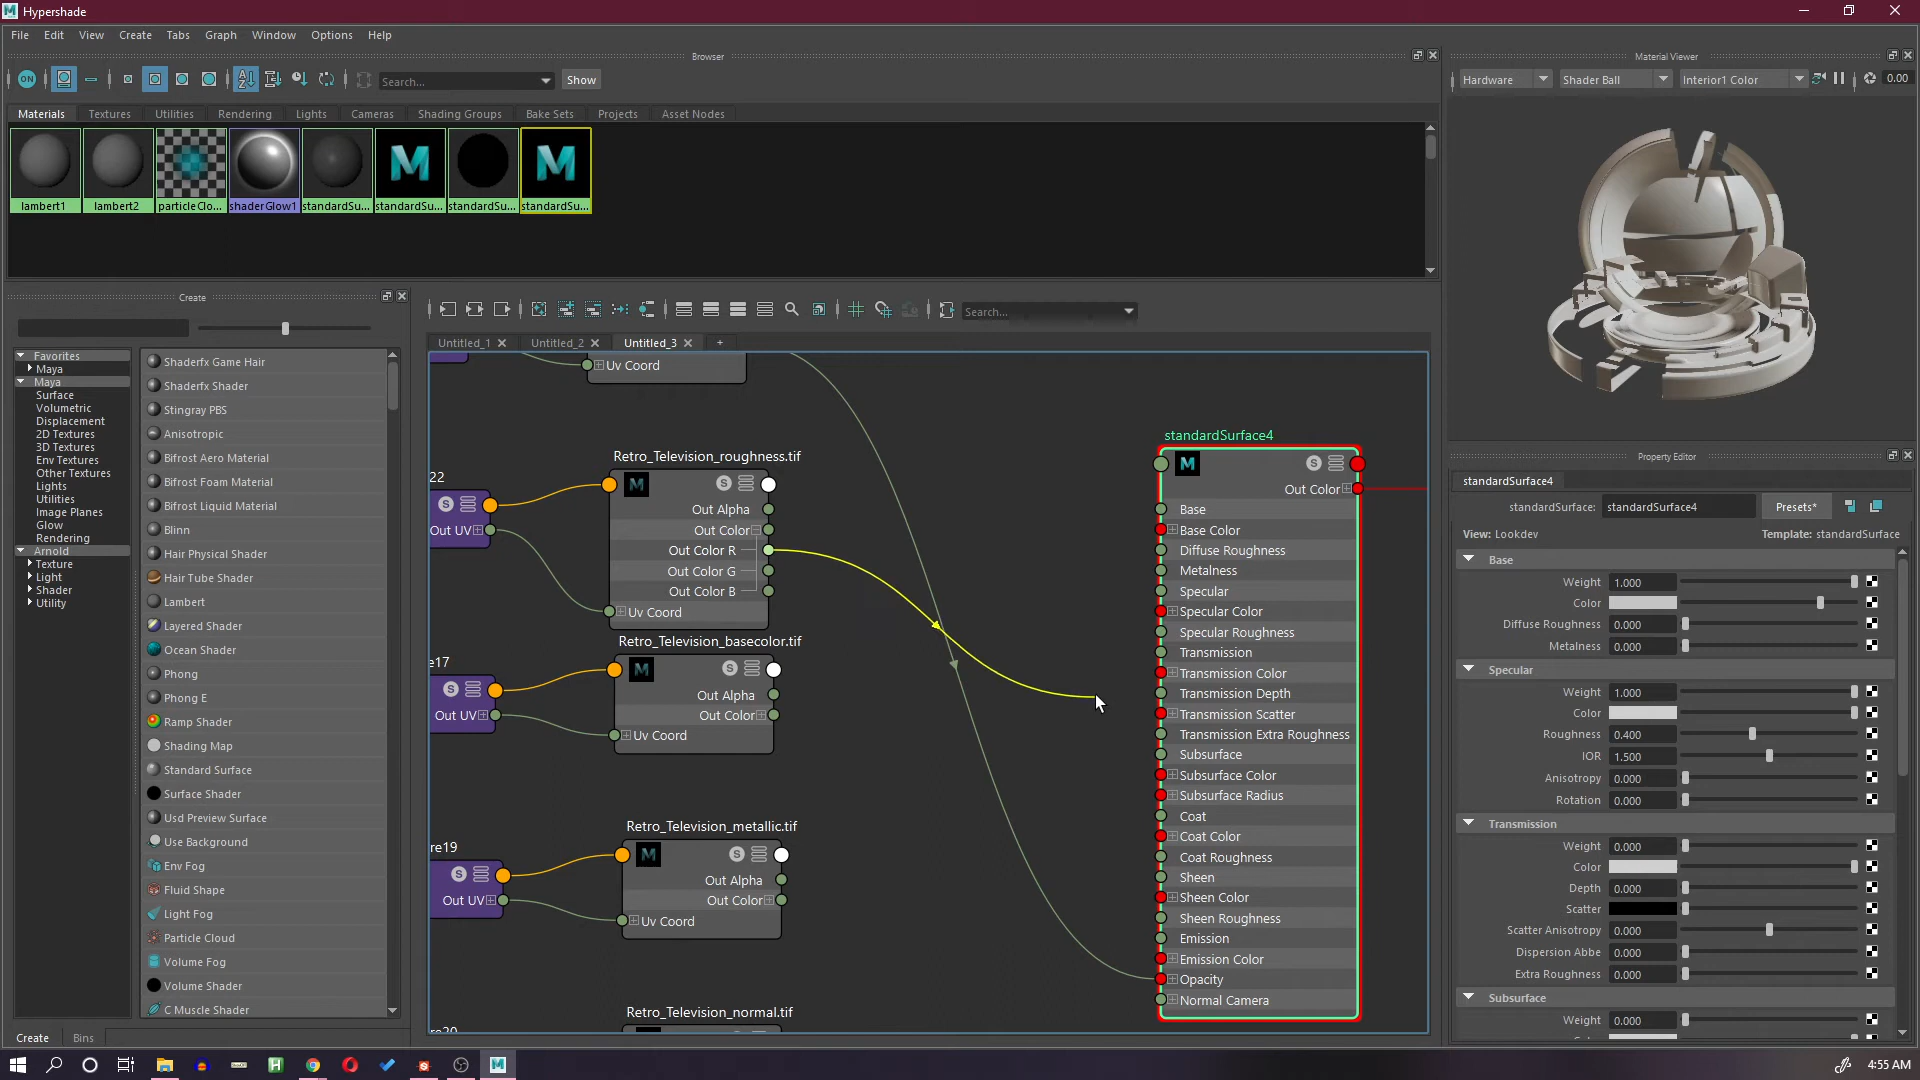 Hypershade
File Edit View Create Tabs Graph Window Options Help
Browser
Material Viewer
ON
Search...
Show
Hardware
Shader Ball
Interior1 Color
0.00
Materials Textures Utilities Rendering Lights Cameras Shading Groups Bake Sets Projects Asset Nodes
lambert1 lambert2 particleClo... shaderGlow1 standardSu... standardSu... standardSu... standardSu...
Create
Favorites
Maya
Maya
Surface
Volumetric
Displacement
2D Textures
3D Textures
Env Textures
Other Textures
Lights
Utilities
Image Planes
Glow
Rendering
Arnold
Texture
Light
Shader
Utility
Shaderfx Game Hair
Shaderfx Shader
Stingray PBS
Anisotropic
Bifrost Aero Material
Bifrost Foam Material
Bifrost Liquid Material
Blinn
Hair Physical Shader
Hair Tube Shader
Lambert
Layered Shader
Ocean Shader
Phong
Phong E
Ramp Shader
Shading Map
Standard Surface
Surface Shader
Usd Preview Surface
Use Background
Env Fog
Fluid Shape
Light Fog
Particle Cloud
Volume Fog
Volume Shader
C Muscle Shader
Create Bins
Search...
Untitled_1 Untitled_2 Untitled_3 +
Uv Coord
Retro_Television_roughness.tif
22
Out UV
Out Alpha
Out Color
Out Color R
Out Color G
Out Color B
Uv Coord
Retro_Television_basecolor.tif
e17
Out UV
Out Alpha
Out Color
Uv Coord
Retro_Television_metallic.tif
re19
Out UV
Out Alpha
Out Color
Uv Coord
Retro_Television_normal.tif
re20
standardSurface4
Out Color
Base
Base Color
Diffuse Roughness
Metalness
Specular
Specular Color
Specular Roughness
Transmission
Transmission Color
Transmission Depth
Transmission Scatter
Transmission Extra Roughness
Subsurface
Subsurface Color
Subsurface Radius
Coat
Coat Color
Coat Roughness
Sheen
Sheen Color
Sheen Roughness
Emission
Emission Color
Opacity
Normal Camera
Property Editor
standardSurface4
standardSurface: standardSurface4 Presets*
View: Lookdev Template: standardSurface
Base
Weight 1.000
Color
Diffuse Roughness 0.000
Metalness 0.000
Specular
Weight 1.000
Color
Roughness 0.400
IOR 1.500
Anisotropy 0.000
Rotation 0.000
Transmission
Weight 0.000
Color
Depth 0.000
Scatter
Scatter Anisotropy 0.000
Dispersion Abbe 0.000
Extra Roughness 0.000
Subsurface
Weight 0.000
4:55 AM